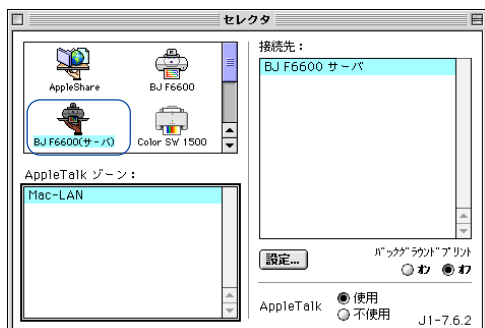 セレクタ
AppleShare
BJ F6600
BJ F6600(サーバ)
Color SW 1500
AppleTalk ゾーン：
Mac-LAN
接続先：
BJ F6600 サーバ
設定...
バックグラウンドプリント
オン オフ
AppleTalk
使用
不使用
J1-7.6.2